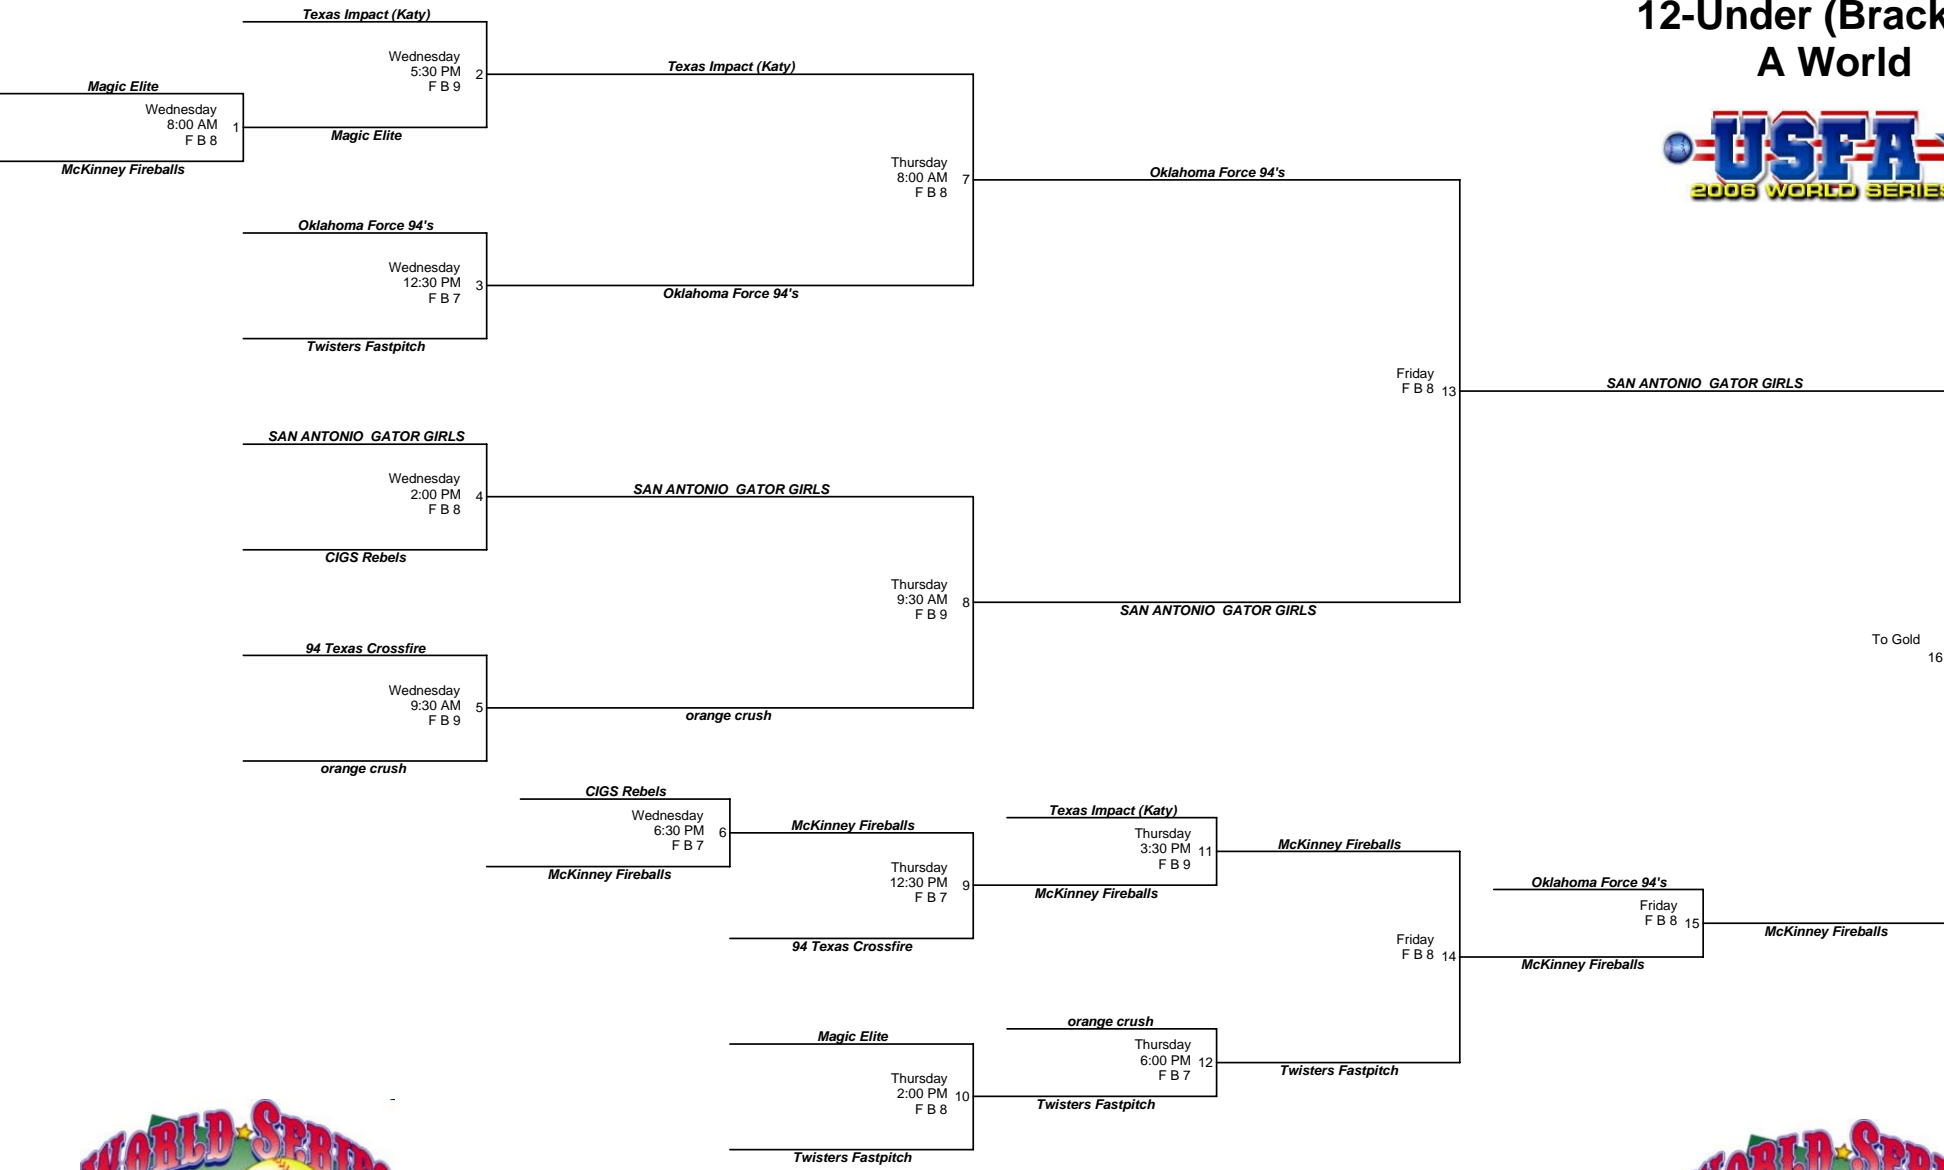 12-Under (Brack
A World
USFA
2006 WORLD SERIES
Texas Impact (Katy)
Wednesday
5:30 PM 2
F B 9
Magic Elite
Magic Elite
Wednesday
8:00 AM 1
F B 8
McKinney Fireballs
Texas Impact (Katy)
Thursday
8:00 AM 7
F B 8
Oklahoma Force 94's
Oklahoma Force 94's
Wednesday
12:30 PM 3
F B 7
Twisters Fastpitch
Oklahoma Force 94's
Friday
F B 8 13
SAN ANTONIO GATOR GIRLS
SAN ANTONIO GATOR GIRLS
Wednesday
2:00 PM 4
F B 8
CIGS Rebels
SAN ANTONIO GATOR GIRLS
Thursday
9:30 AM 8
F B 9
SAN ANTONIO GATOR GIRLS
94 Texas Crossfire
Wednesday
9:30 AM 5
F B 9
orange crush
orange crush
To Gold
16
CIGS Rebels
Wednesday
6:30 PM 6
F B 7
McKinney Fireballs
McKinney Fireballs
Thursday
12:30 PM 9
F B 7
94 Texas Crossfire
Texas Impact (Katy)
Thursday
3:30 PM 11
F B 9
McKinney Fireballs
McKinney Fireballs
Friday
F B 8 14
Oklahoma Force 94's
Friday
F B 8 15
McKinney Fireballs
McKinney Fireballs
Magic Elite
Thursday
2:00 PM 10
F B 8
Twisters Fastpitch
orange crush
Thursday
6:00 PM 12
F B 7
Twisters Fastpitch
Twisters Fastpitch
WORLD SERIES